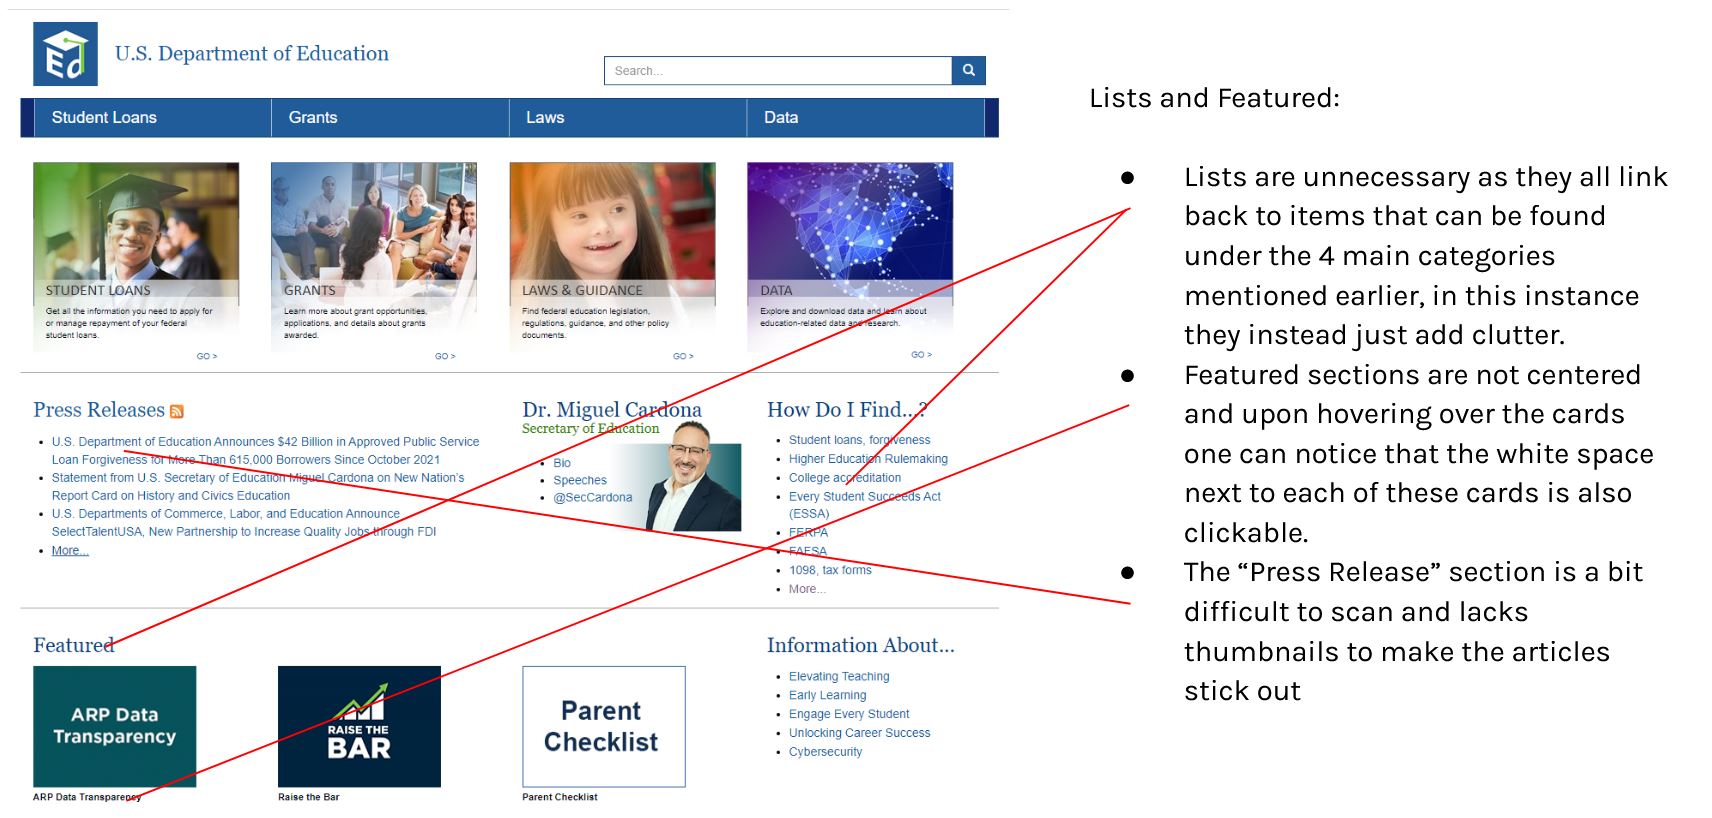 Ed
U.S. Department of Education
Search...
Student Loans
Grants
Laws
Data
STUDENT LOANS
Get all the information you need to apply for
or manage repayment of your federal
student loans.
GO >
GRANTS
Learn more about grant opportunities,
applications, and details about grants
awarded.
GO >
LAWS & GUIDANCE
Find federal education legislation,
regulations, guidance, and other policy
documents.
GO >
DATA
Explore and download data and learn about
education-related data and research.
GO >
Press Releases
• U.S. Department of Education Announces $42 Billion in Approved Public Service
Loan Forgiveness for More Than 615,000 Borrowers Since October 2021
• Statement from U.S. Secretary of Education Miguel Cardona on New Nation's
Report Card on History and Civics Education
• U.S. Departments of Commerce, Labor, and Education Announce
SelectTalentUSA, New Partnership to Increase Quality Jobs through FDI
• More...
Dr. Miguel Cardona
Secretary of Education
• Bio
• Speeches
• @SecCardona
How Do I Find...?
• Student loans, forgiveness
• Higher Education Rulemaking
• College accreditation
• Every Student Succeeds Act
(ESSA)
• FERPA
• FAFSA
• 1098, tax forms
• More...
Featured
ARP Data
Transparency
ARP Data Transparency
RAISE THE
BAR
Raise the Bar
Parent
Checklist
Parent Checklist
Information About...
• Elevating Teaching
• Early Learning
• Engage Every Student
• Unlocking Career Success
• Cybersecurity
Lists and Featured:
● Lists are unnecessary as they all link
back to items that can be found
under the 4 main categories
mentioned earlier, in this instance
they instead just add clutter.
● Featured sections are not centered
and upon hovering over the cards
one can notice that the white space
next to each of these cards is also
clickable.
● The “Press Release” section is a bit
difficult to scan and lacks
thumbnails to make the articles
stick out